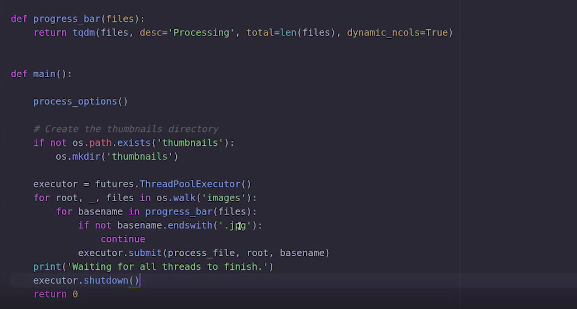 def progress_bar(files):
    return tqdm(files, desc='Processing', total=len(files), dynamic_ncols=True)
def main():
    process_options()
    # Create the thumbnails directory
    if not os.path.exists('thumbnails'):
        os.mkdir('thumbnails')
    executor = futures.ThreadPoolExecutor()
    for root, _, files in os.walk('images'):
        for basename in progress_bar(files):
            if not basename.endswith('.jpg'):
                continue
            executor.submit(process_file, root, basename)
    print('Waiting for all threads to finish.')
    executor.shutdown()
    return 0